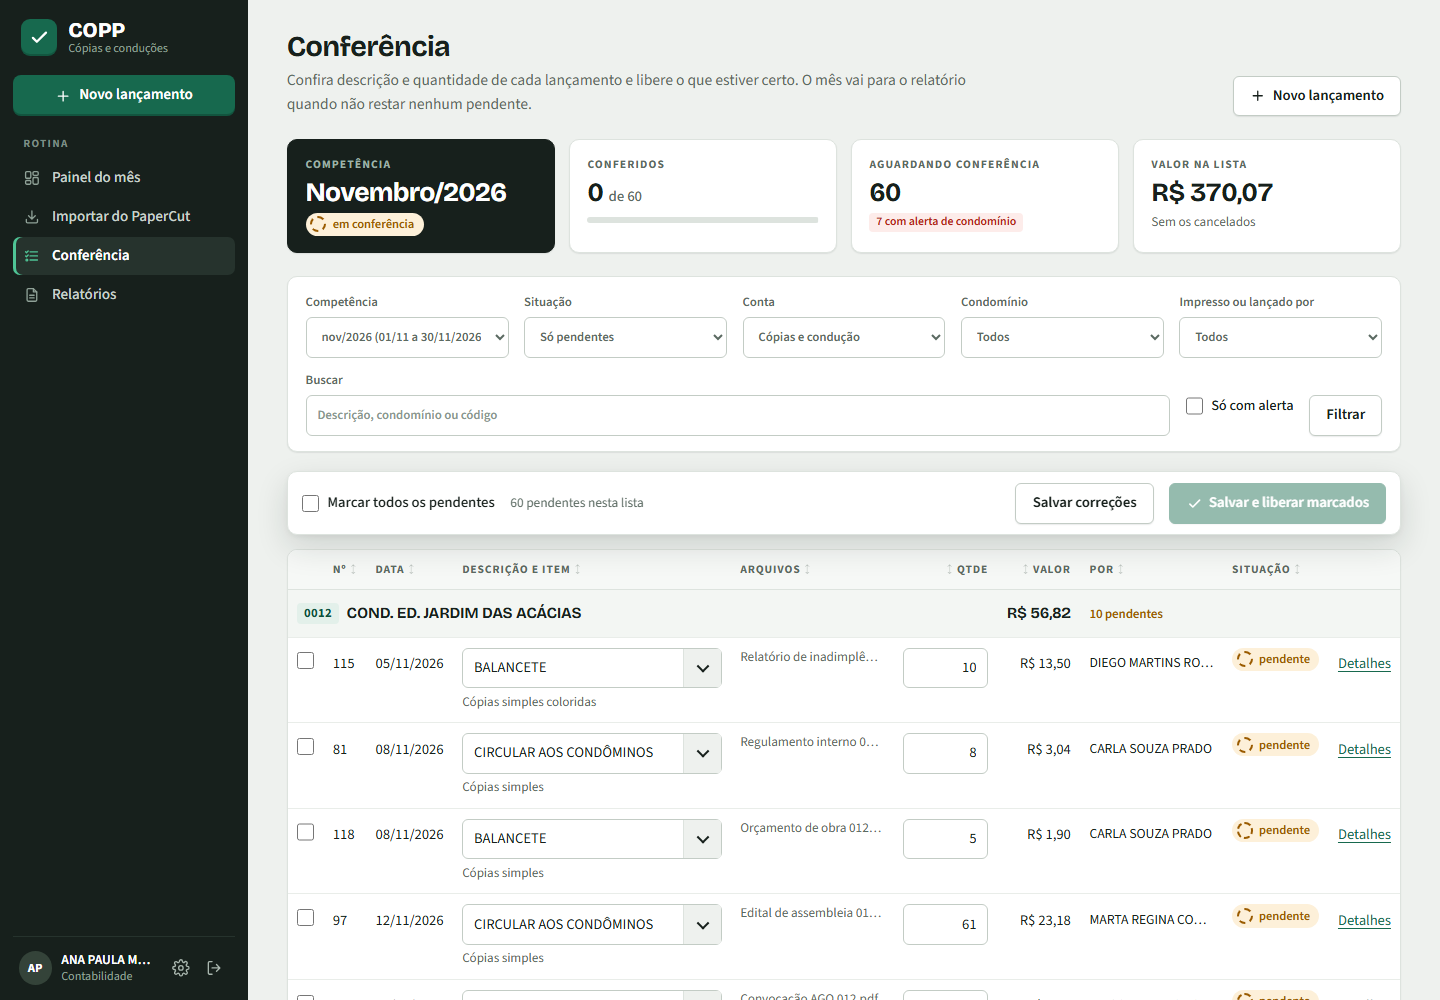 COPP
Cópias e conduções
Novo lançamento
ROTINA
Painel do mês
Importar do PaperCut
Conferência
Relatórios
AP
ANA PAULA M...
Contabilidade
Conferência
Confira descrição e quantidade de cada lançamento e libere o que estiver certo. O mês vai para o relatório
quando não restar nenhum pendente.
Novo lançamento
COMPETÊNCIA
Novembro/2026
em conferência
CONFERIDOS
0 de 60
AGUARDANDO CONFERÊNCIA
60
7 com alerta de condomínio
VALOR NA LISTA
R$ 370,07
Sem os cancelados
Competência
nov/2026 (01/11 a 30/11/2026
Situação
Só pendentes
Conta
Cópias e condução
Condomínio
Todos
Impresso ou lançado por
Todos
Buscar
Descrição, condomínio ou código
Só com alerta
Filtrar
Marcar todos os pendentes
60 pendentes nesta lista
Salvar correções
Salvar e liberar marcados
Nº DATA DESCRIÇÃO E ITEM ARQUIVOS QTDE VALOR POR SITUAÇÃO
0012 COND. ED. JARDIM DAS ACÁCIAS R$ 56,82 10 pendentes
115 05/11/2026 BALANCETE Relatório de inadimplê... 10 R$ 13,50 DIEGO MARTINS RO... pendente Detalhes
Cópias simples coloridas
81 08/11/2026 CIRCULAR AOS CONDÔMINOS Regulamento interno 0... 8 R$ 3,04 CARLA SOUZA PRADO pendente Detalhes
Cópias simples
118 08/11/2026 BALANCETE Orçamento de obra 012... 5 R$ 1,90 CARLA SOUZA PRADO pendente Detalhes
Cópias simples
97 12/11/2026 CIRCULAR AOS CONDÔMINOS Edital de assembleia 01... 61 R$ 23,18 MARTA REGINA CO... pendente Detalhes
Cópias simples
Convocação AGO 012.pdf pendente